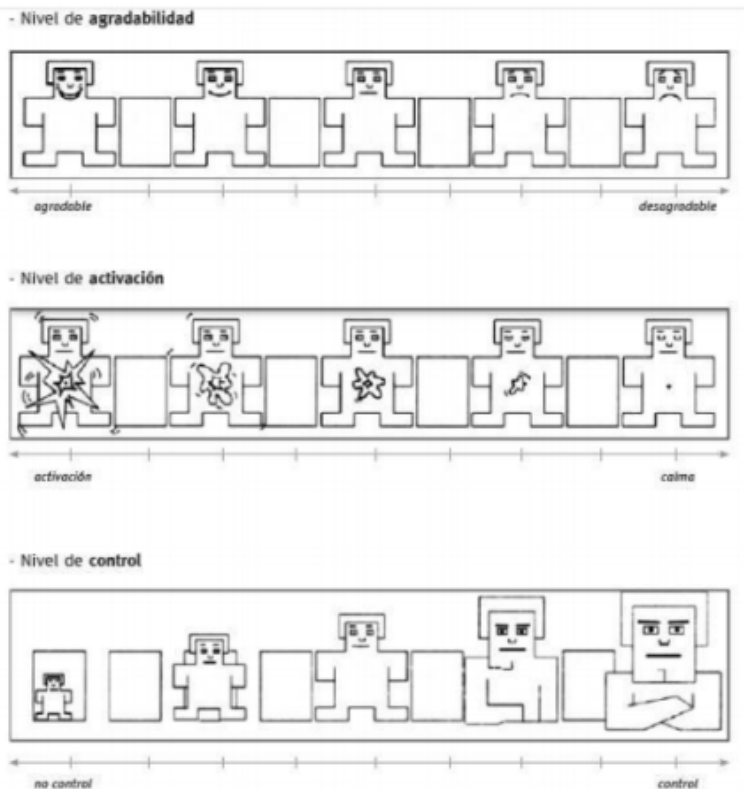 - Nivel de agradabilidad
agradable desagradable
- Nivel de activación
activación calma
- Nivel de control
no control control